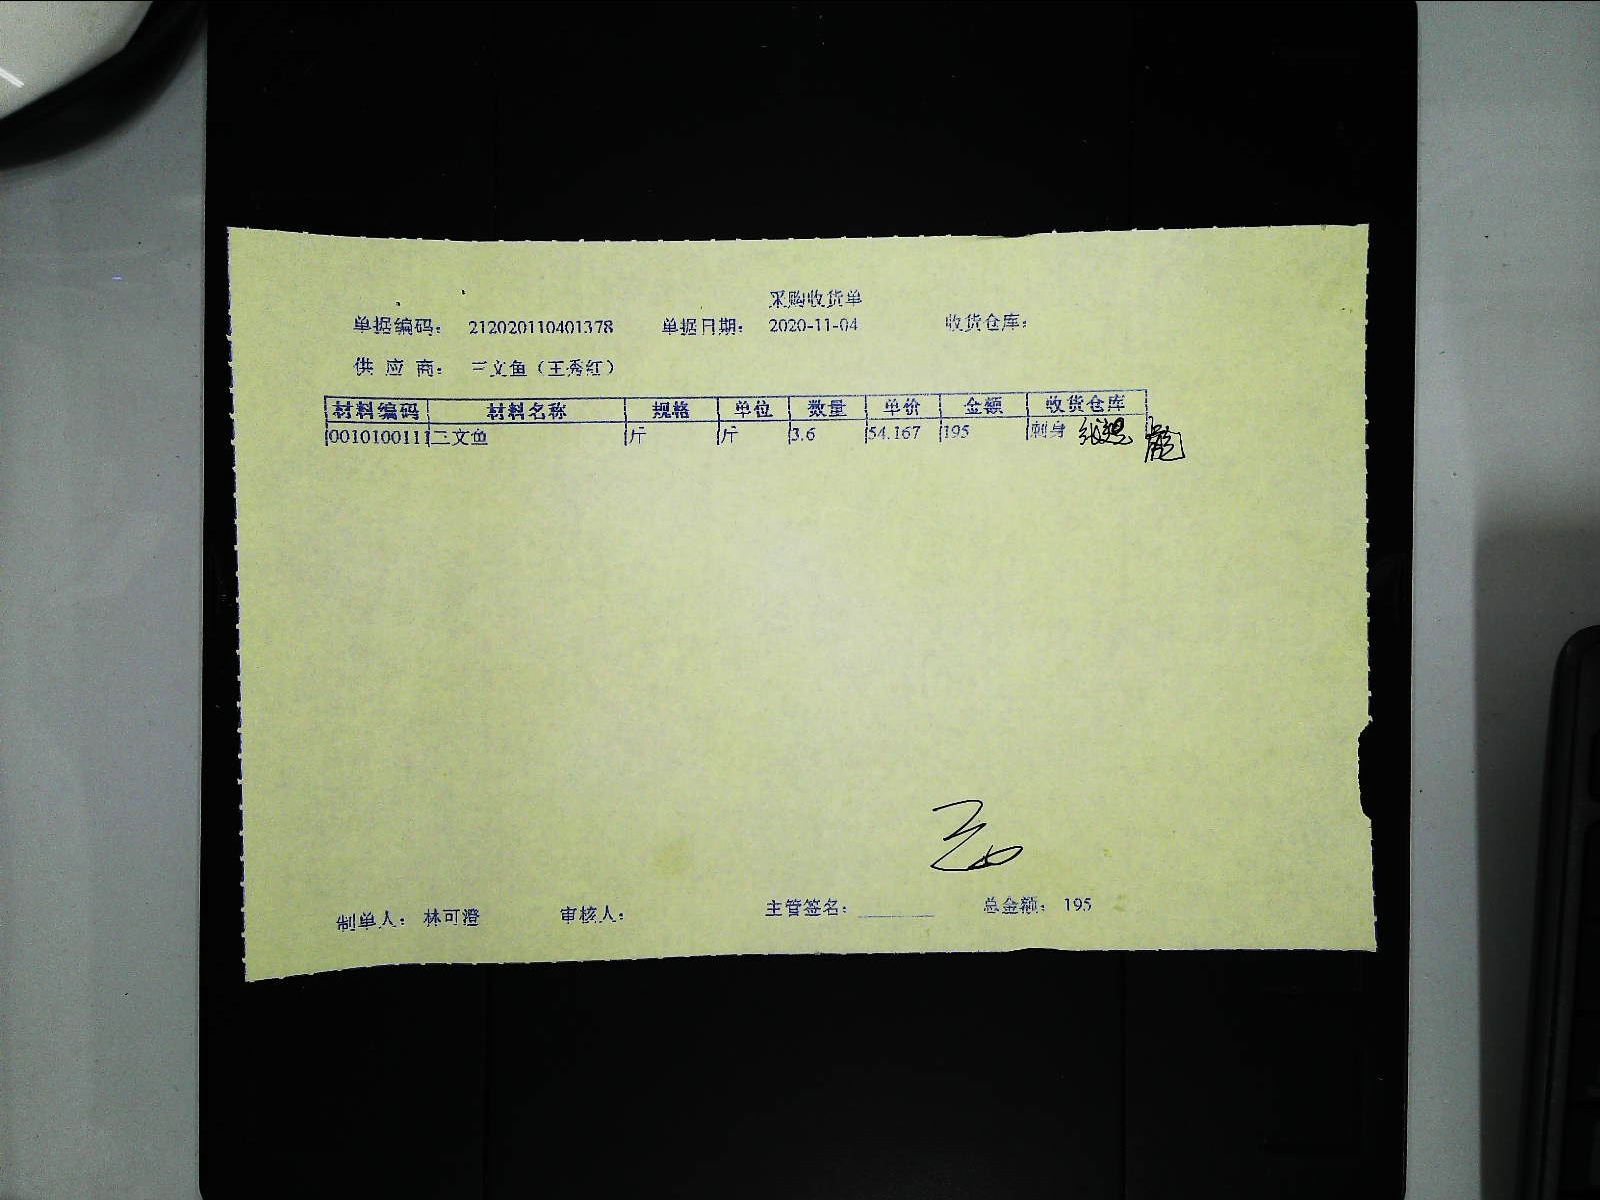 采购收货单
单据编码： 212020110401378 单据日期： 2020-11-04 收货仓库：
供 应 商： 三文鱼（王秀红）
材料编码 材料名称 规格 单位 数量 单价 金额 收货仓库
0010100111 三文鱼 斤 斤 3.6 54.167 195 刺身
制单人： 林可澄 审核人： 主管签名： 总金额： 195